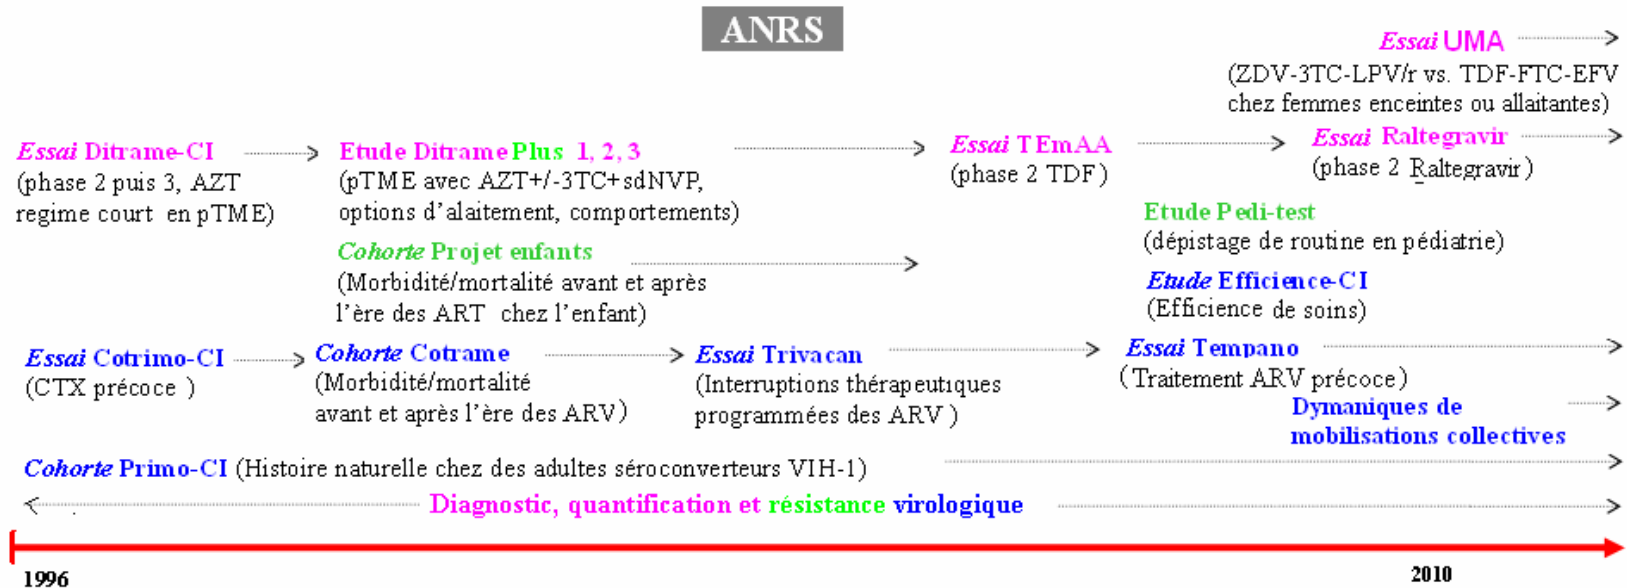 ANRS
Essai UMA
(ZDV-3TC-LPV/r vs. TDF-FTC-EFV
chez femmes enceintes ou allaitantes)
Essai Ditrame-CI
(phase 2 puis 3, AZT
regime court en pTME)
Etude Ditrame Plus 1, 2, 3
(pTME avec AZT+/-3TC+sdNVP,
options d'alaitement, comportements)
Essai TEmAA
(phase 2 TDF)
Essai Raltegravir
(phase 2 Raltegravir)
Cohorte Projet enfants
(Morbidité/mortalité avant et après
l'ère des ART chez l'enfant)
Etude Pedi-test
(dépistage de routine en pédiatrie)
Etude Efficience-CI
(Efficience de soins)
Essai Cotrimo-CI
(CTX précoce )
Cohorte Cotrame
(Morbidité/mortalité
avant et après l'ère des ARV)
Essai Trivacan
(Interruptions thérapeutiques
programmées des ARV )
Essai Tempano
(Traitement ARV précoce)
Dymaniques de
mobilisations collectives
Cohorte Primo-CI (Histoire naturelle chez des adultes séroconverteurs VIH-1)
Diagnostic, quantification et résistance virologique
1996
2010